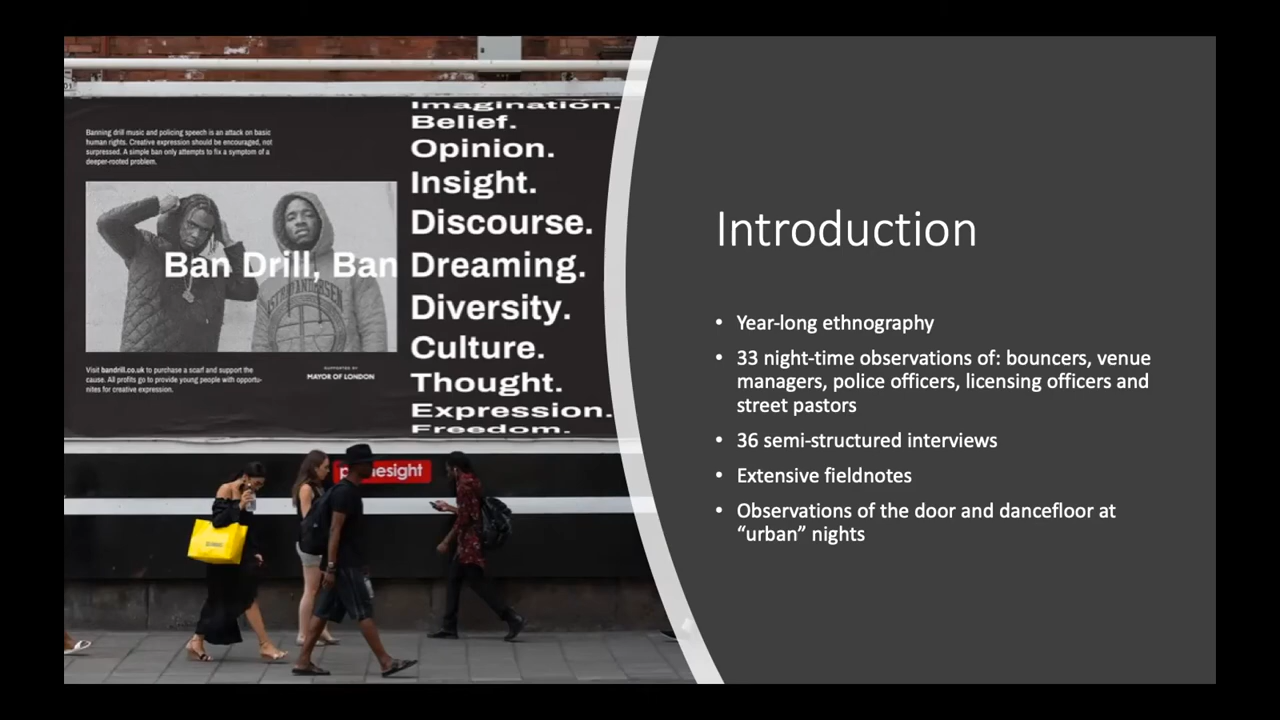 Banning drill music and policing speech is an attack on basic
human rights. Creative expression should be encouraged, not
surpressed. A simple ban only attempts to fix a symptom of a
deeper-rooted problem.
Ban Drill, Ban
Visit bandrill.co.uk to purchase a scarf and support the
cause. All profits go to provide young people with opportu-
nites for creative expression.
SUPPORTED BY
MAYOR OF LONDON
Imagination.
Belief.
Opinion.
Insight.
Discourse.
Dreaming.
Diversity.
Culture.
Thought.
Expression.
Freedom.
Introduction
• Year-long ethnography
• 33 night-time observations of: bouncers, venue
managers, police officers, licensing officers and
street pastors
• 36 semi-structured interviews
• Extensive fieldnotes
• Observations of the door and dancefloor at
“urban” nights